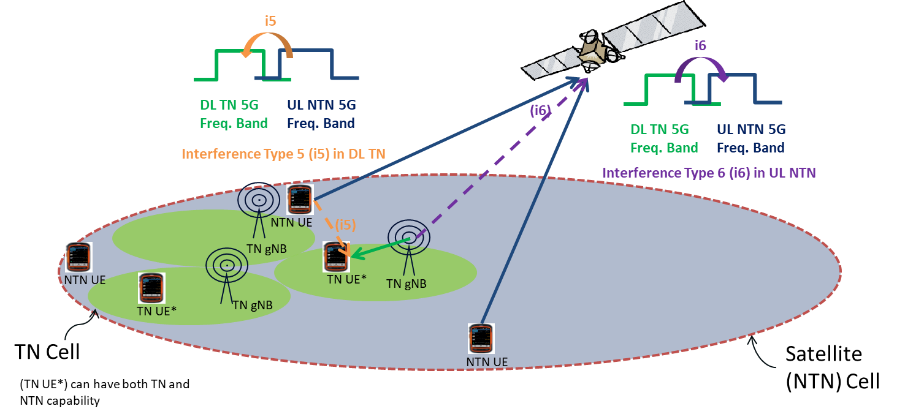 i5
DL TN 5G
Freq. Band
UL NTN 5G
Freq. Band
Interference Type 5 (i5) in DL TN
i6
DL TN 5G
Freq. Band
UL NTN 5G
Freq. Band
Interference Type 6 (i6) in UL NTN
(i6)
NTN UE
TN gNB
(i5)
NTN UE
TN UE*
TN gNB
TN UE*
TN gNB
NTN UE
TN Cell
(TN UE*) can have both TN and
NTN capability
Satellite
(NTN) Cell